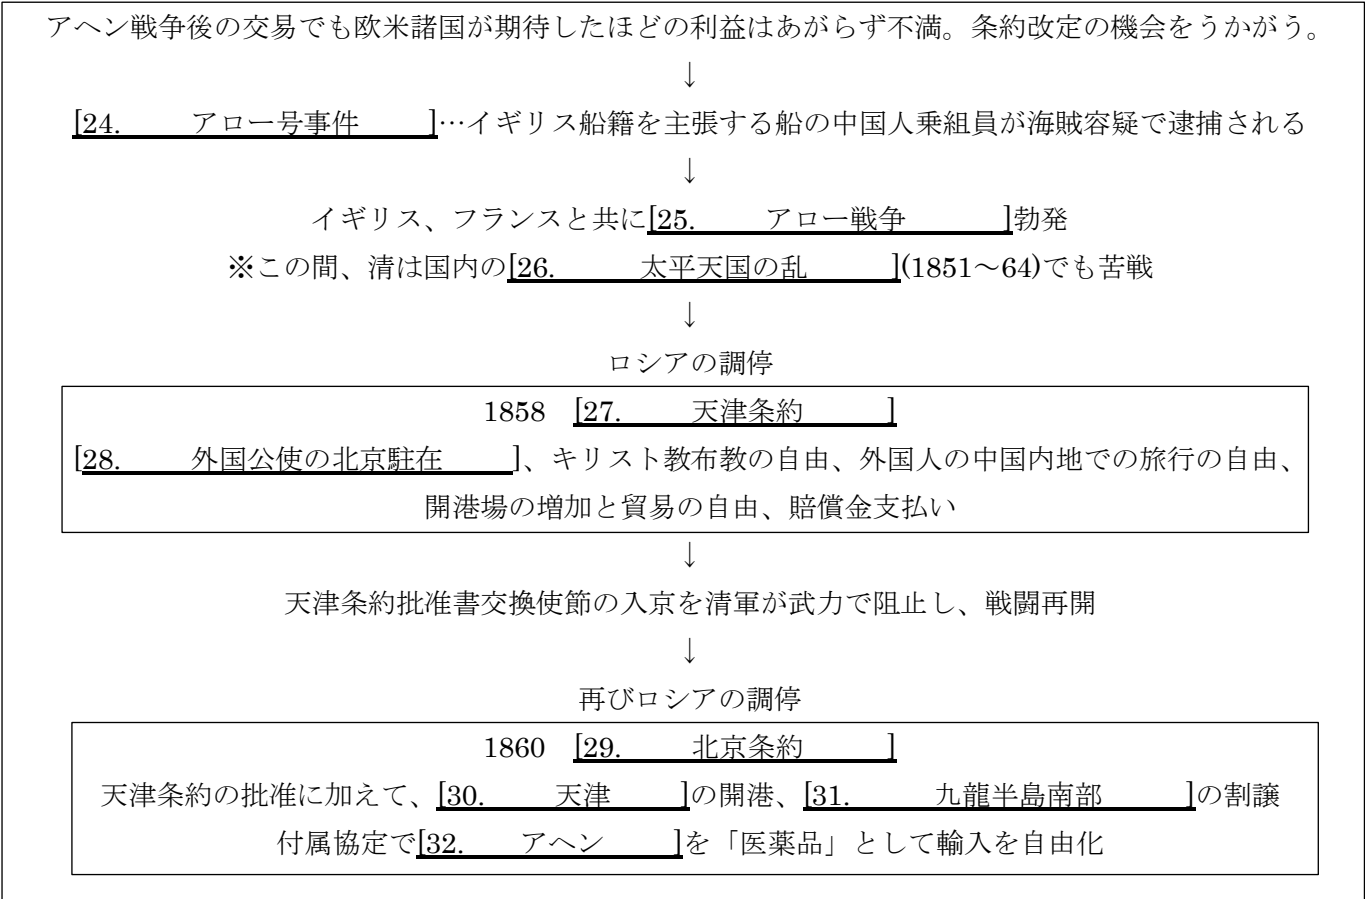 アヘン戦争後の交易でも欧米諸国が期待したほどの利益はあがらず不満。条約改定の機会をうかがう。
↓
[24. アロー号事件 ]…イギリス船籍を主張する船の中国人乗組員が海賊容疑で逮捕される
↓
イギリス、フランスと共に[25. アロー戦争 ]勃発
※この間、清は国内の[26. 太平天国の乱 ](1851～64)でも苦戦
↓
ロシアの調停
1858 [27. 天津条約 ]
[28. 外国公使の北京駐在 ]、キリスト教布教の自由、外国人の中国内地での旅行の自由、
開港場の増加と貿易の自由、賠償金支払い
↓
天津条約批准書交換使節の入京を清軍が武力で阻止し、戦闘再開
↓
再びロシアの調停
1860 [29. 北京条約 ]
天津条約の批准に加えて、[30. 天津 ]の開港、[31. 九龍半島南部 ]の割譲
付属協定で[32. アヘン ]を「医薬品」として輸入を自由化